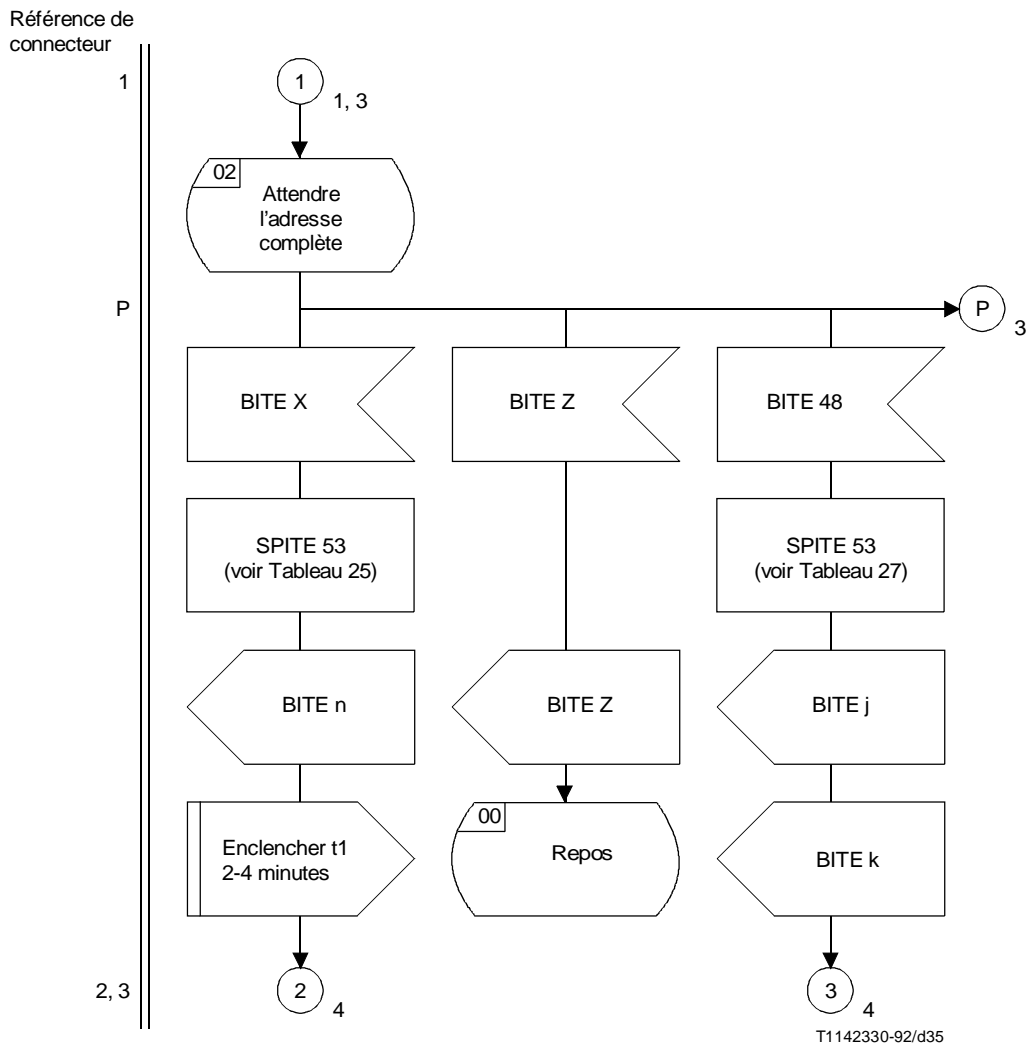 Référence de
connecteur
1
1
1, 3
02
Attendre
l'adresse
complète
P
P
3
BITE X
BITE Z
BITE 48
SPITE 53
(voir Tableau 25)
SPITE 53
(voir Tableau 27)
BITE n
BITE Z
BITE j
Enclencher t1
2-4 minutes
00
Repos
BITE k
2, 3
2
4
3
4
T1142330-92/d35